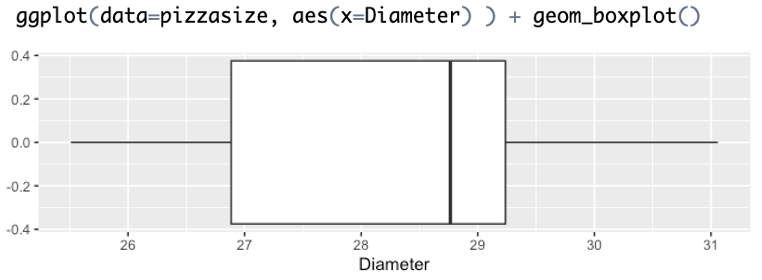 ggplot(data=pizzasize, aes(x=Diameter) ) + geom_boxplot()
0.4
0.2
0.0
-0.2
-0.4
26 27 28 29 30 31
Diameter